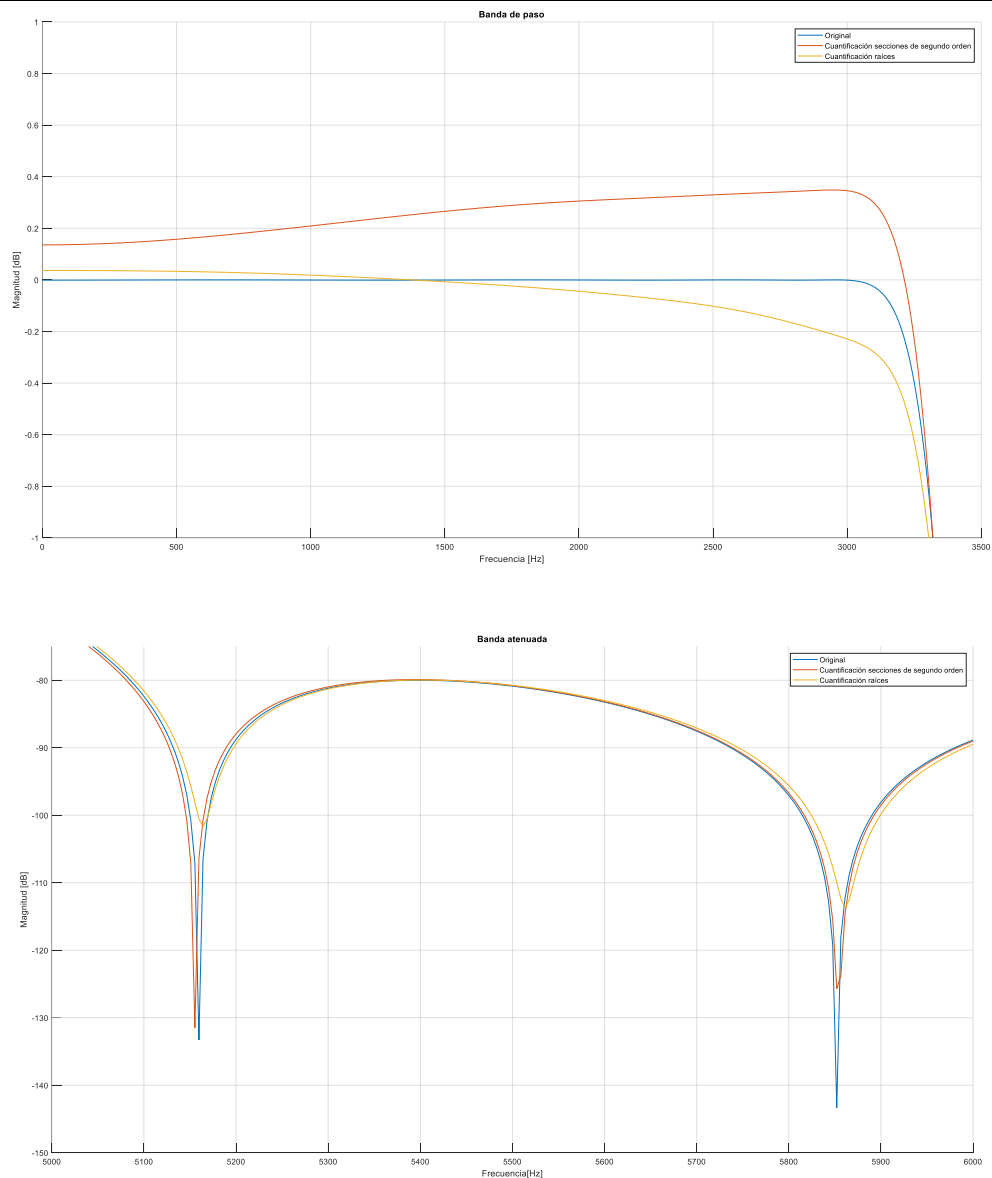 Banda de paso
Original
Cuantificación secciones de segundo orden
Cuantificación raíces
1
0.8
0.6
0.4
0.2
0
-0.2
-0.4
-0.6
-0.8
-1
Magnitud [dB]
0 500 1000 1500 2000 2500 3000 3500
Frecuencia [Hz]
Banda atenuada
Original
Cuantificación secciones de segundo orden
Cuantificación raíces
-80
-90
-100
-110
-120
-130
-140
-150
Magnitud [dB]
5000 5100 5200 5300 5400 5500 5600 5700 5800 5900 6000
Frecuencia[Hz]